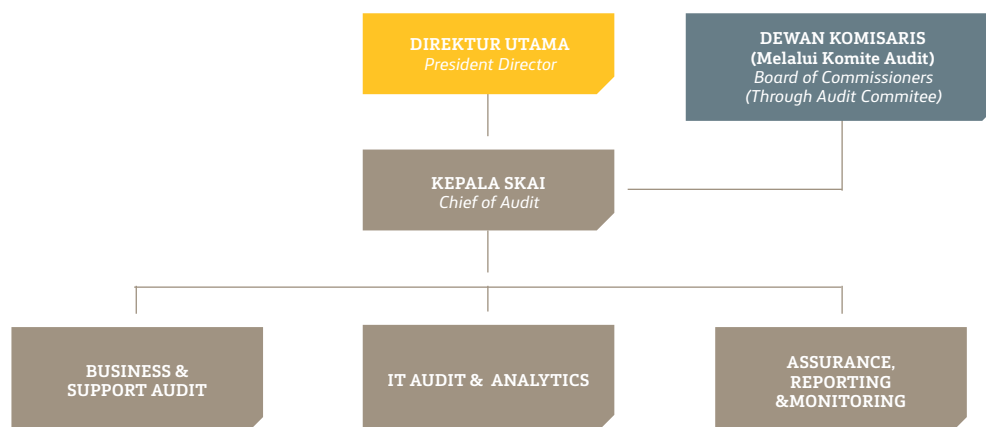 DIREKTUR UTAMA
President Director
DEWAN KOMISARIS
(Melalui Komite Audit)
Board of Commissioners
(Through Audit Commitee)
KEPALA SKAI
Chief of Audit
BUSINESS &
SUPPORT AUDIT
IT AUDIT & ANALYTICS
ASSURANCE,
REPORTING
&MONITORING